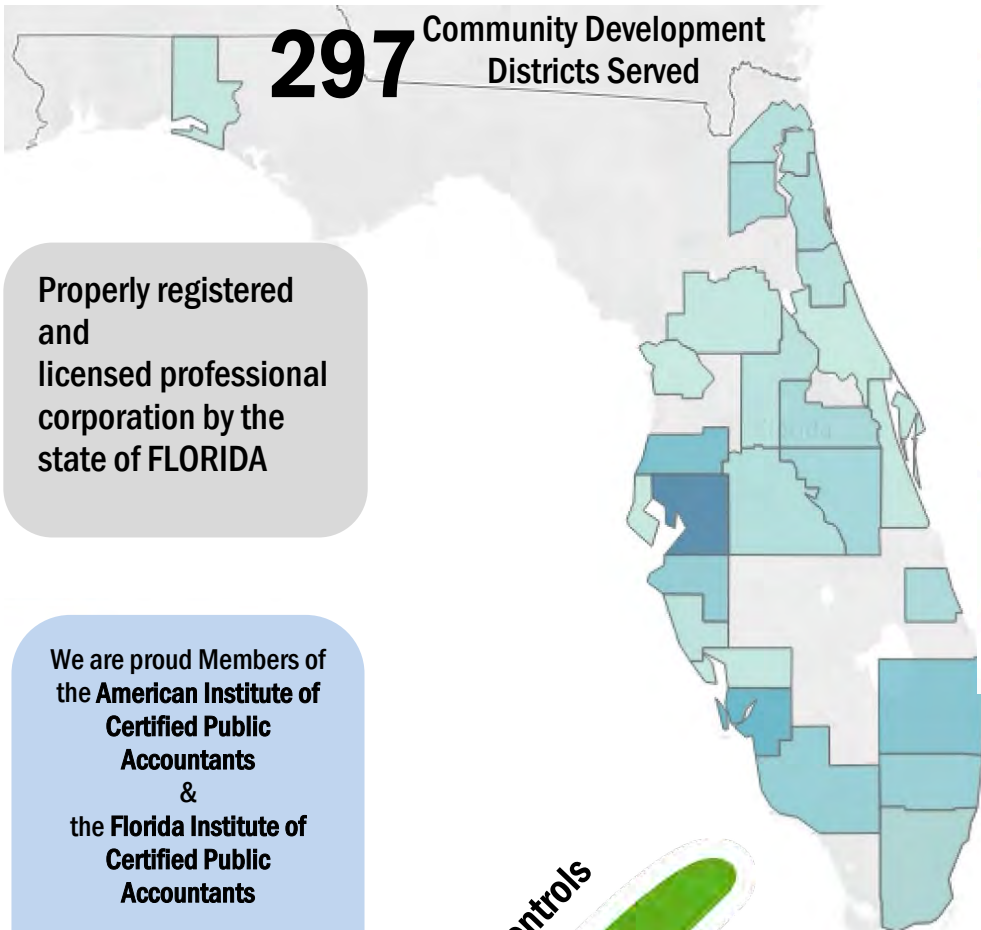 297
Community Development
Districts Served
Properly registered
and
licensed professional
corporation by the
state of FLORIDA
Florida
We are proud Members of
the American Institute of
Certified Public
Accountants
&
the Florida Institute of
Certified Public
Accountants